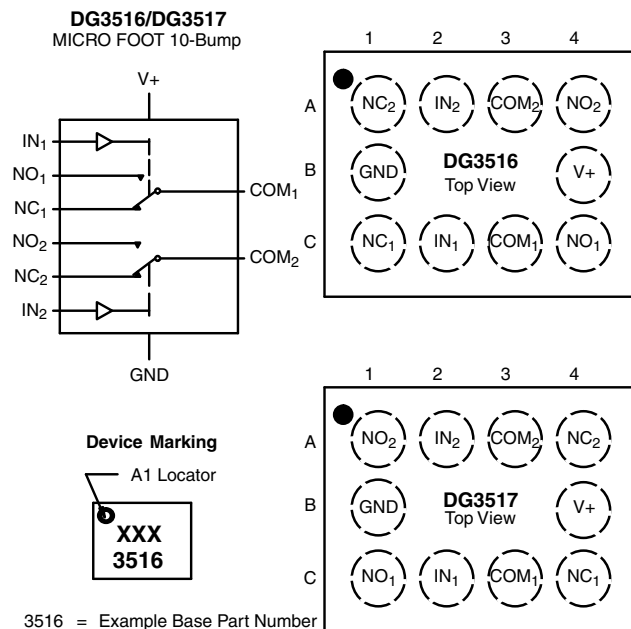 DG3516/DG3517
MICRO FOOT 10-Bump
V+
IN1
NO1
NC1
NO2
NC2
IN2
COM1
COM2
GND
Device Marking
A1 Locator
XXX
3516
3516 = Example Base Part Number
1 2 3 4
A NC2 IN2 COM2 NO2
B GND DG3516 V+
Top View
C NC1 IN1 COM1 NO1
1 2 3 4
A NO2 IN2 COM2 NC2
B GND DG3517 V+
Top View
C NO1 IN1 COM1 NC1